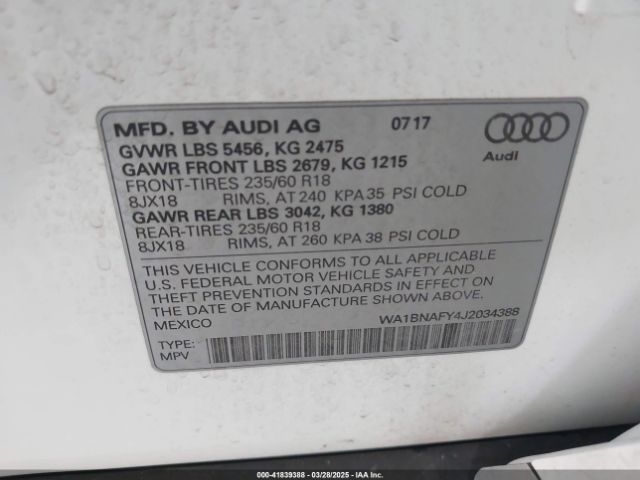 MFD. BY AUDI AG 07 17
GVWR LBS 5456, KG 2475
GAWR FRONT LBS 2679, KG 1215
FRONT-TIRES 235/60 R18
8JX18 RIMS, AT 240 KPA 35 PSI COLD
GAWR REAR LBS 3042, KG 1380
REAR-TIRES 235/60 R18
8JX18 RIMS, AT 260 KPA 38 PSI COLD
Audi
THIS VEHICLE CONFORMS TO ALL APPLICABLE
U.S. FEDERAL MOTOR VEHICLE SAFETY AND
THEFT PREVENTION STANDARDS IN EFFECT ON
THE DATE OF MANUFACTURE SHOWN ABOVE.
MEXICO WA1BNAFY4J2034388
TYPE:
MPV
000-41839388 | 03/28/2025 | IAAI.com